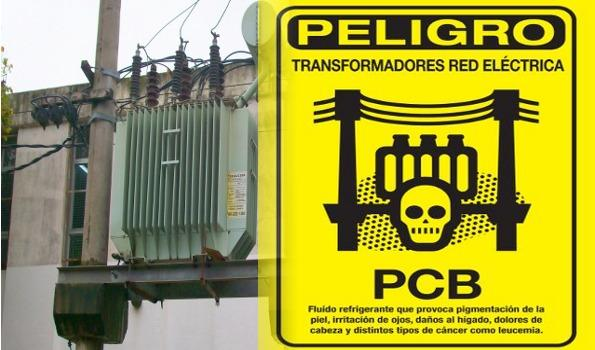 PELIGRO
TRANSFORMADORES RED ELÉCTRICA
PCB
Fluído refrigerante que provoca pigmentación de la
piel, irritación de ojos, daños al hígado, dolores de
cabeza y distintos tipos de cáncer como leucemia.